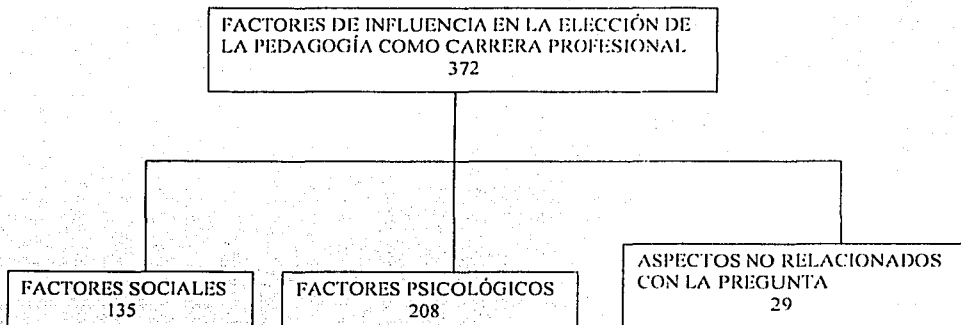 FACTORES DE INFLUENCIA EN LA ELECCIÓN DE
LA PEDAGOGÍA COMO CARRERA PROFESIONAL
372
FACTORES SOCIALES
135
FACTORES PSICOLÓGICOS
208
ASPECTOS NO RELACIONADOS
CON LA PREGUNTA
29